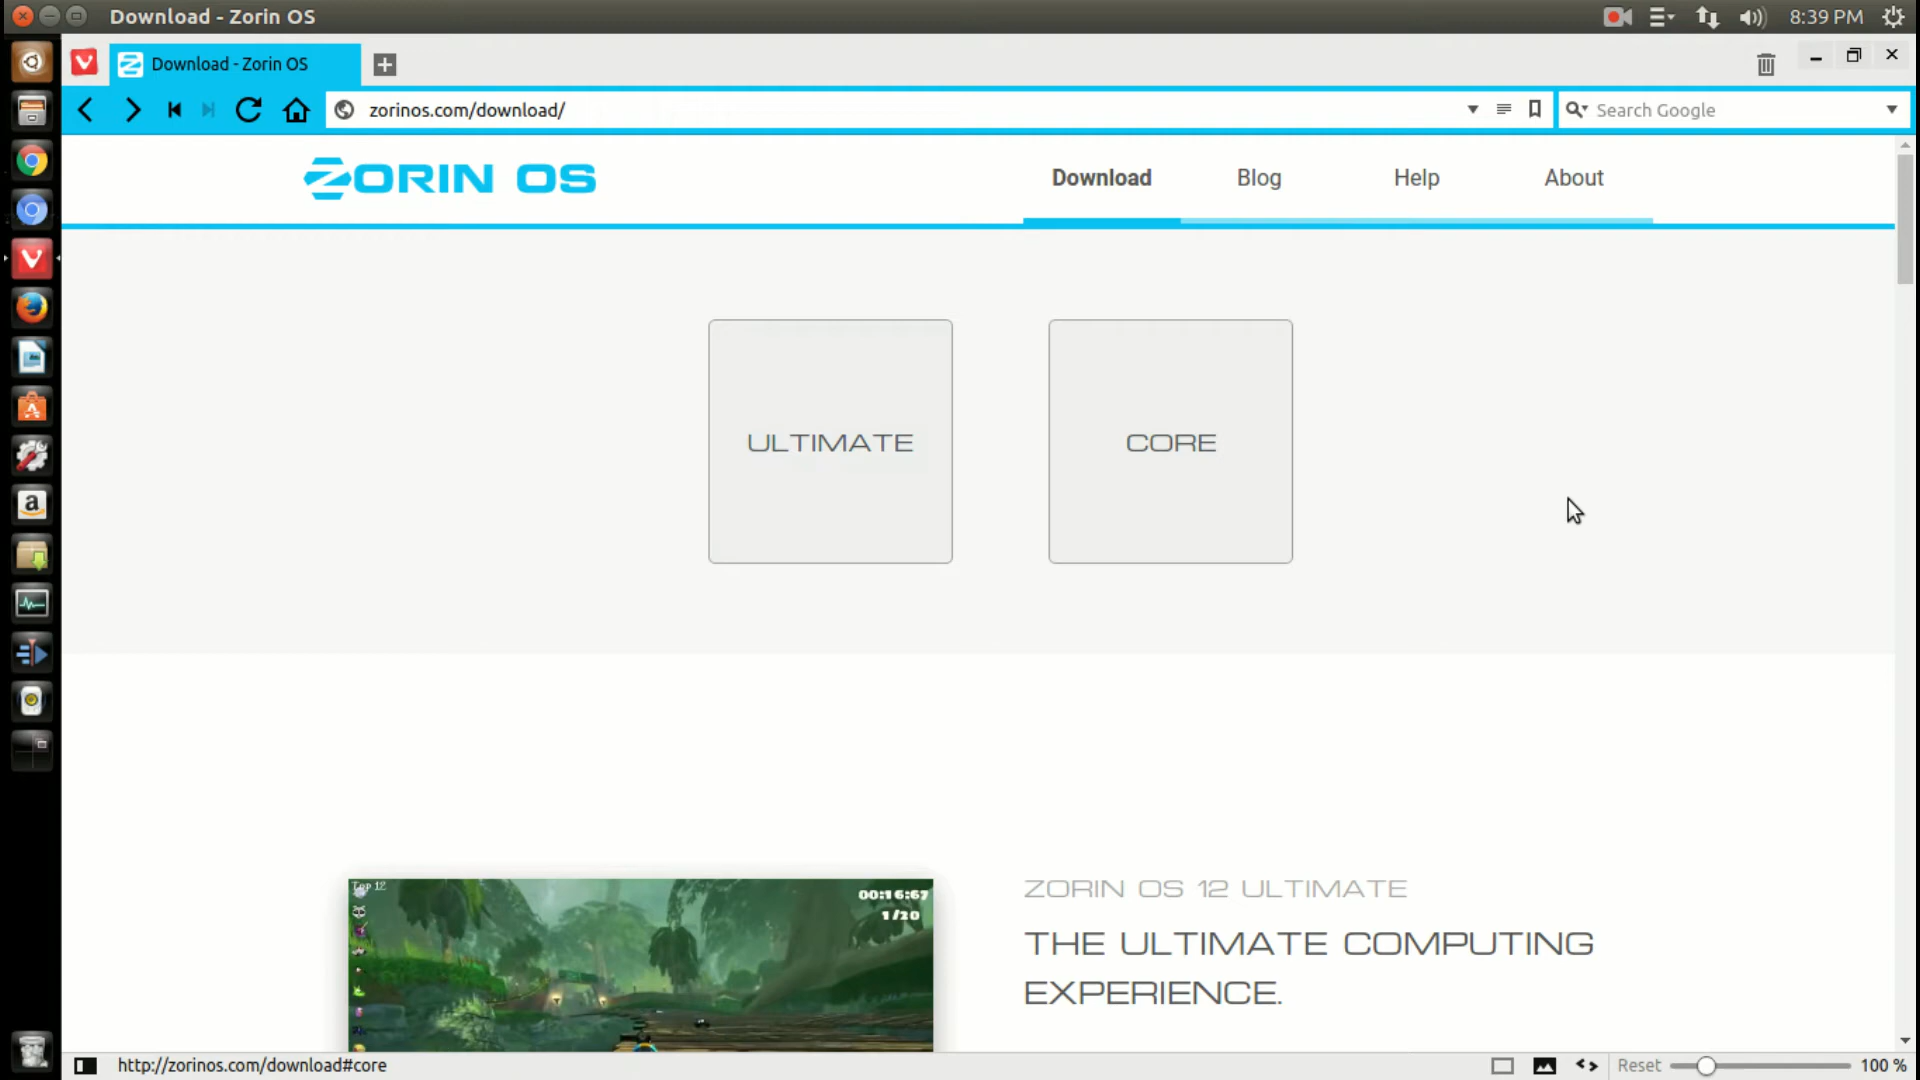 Download - Zorin OS
8:39 PM
Download - Zorin OS
zorinos.com/download/
Search Google
ZORIN OS
Download
Blog
Help
About
ULTIMATE
CORE
Top 12
00:16:67
1/20
ZORIN OS 12 ULTIMATE
THE ULTIMATE COMPUTING
EXPERIENCE.
http://zorinos.com/download#core
Reset
100 %